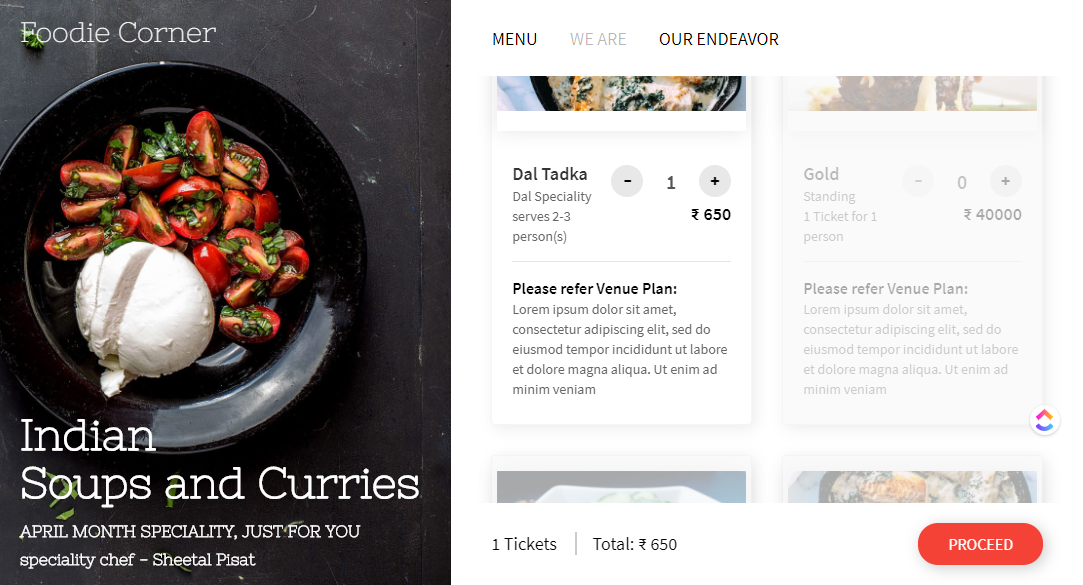 Foodie Corner
Indian
Soups and Curries
APRIL MONTH SPECIALITY, JUST FOR YOU
speciality chef - Sheetal Pisat
MENU WE ARE OUR ENDEAVOR
Dal Tadka - 1 +
Dal Speciality
serves 2-3
person(s)
₹ 650
Please refer Venue Plan:
Lorem ipsum dolor sit amet,
consectetur adipiscing elit, sed do
eiusmod tempor incididunt ut labore
et dolore magna aliqua. Ut enim ad
minim veniam
Gold - 0 +
Standing
1 Ticket for 1
person
₹ 40000
Please refer Venue Plan:
Lorem ipsum dolor sit amet,
consectetur adipiscing elit, sed do
eiusmod tempor incididunt ut labore
et dolore magna aliqua. Ut enim ad
minim veniam
1 Tickets | Total: ₹ 650 PROCEED